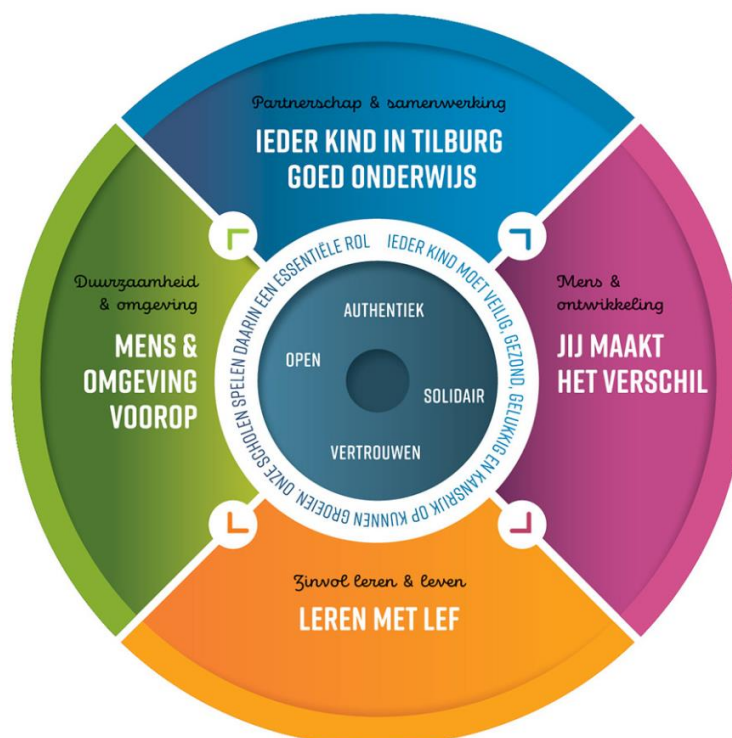 Partnerschap & samenwerking
IEDER KIND IN TILBURG
GOED ONDERWIJS
Mens &
ontwikkeling
JIJ MAAKT
HET VERSCHIL
Zinvol leren & leven
LEREN MET LEF
Duurzaamheid
& omgeving
MENS &
OMGEVING
VOOROP
IEDER KIND MOET VEILIG, GEZOND, GELUKKIG EN KANSRIJK OP KUNNEN GROEIEN. ONZE SCHOLEN SPELEN DAARIN EEN ESSENTIËLE ROL
AUTHENTIEK
OPEN
SOLIDAIR
VERTROUWEN